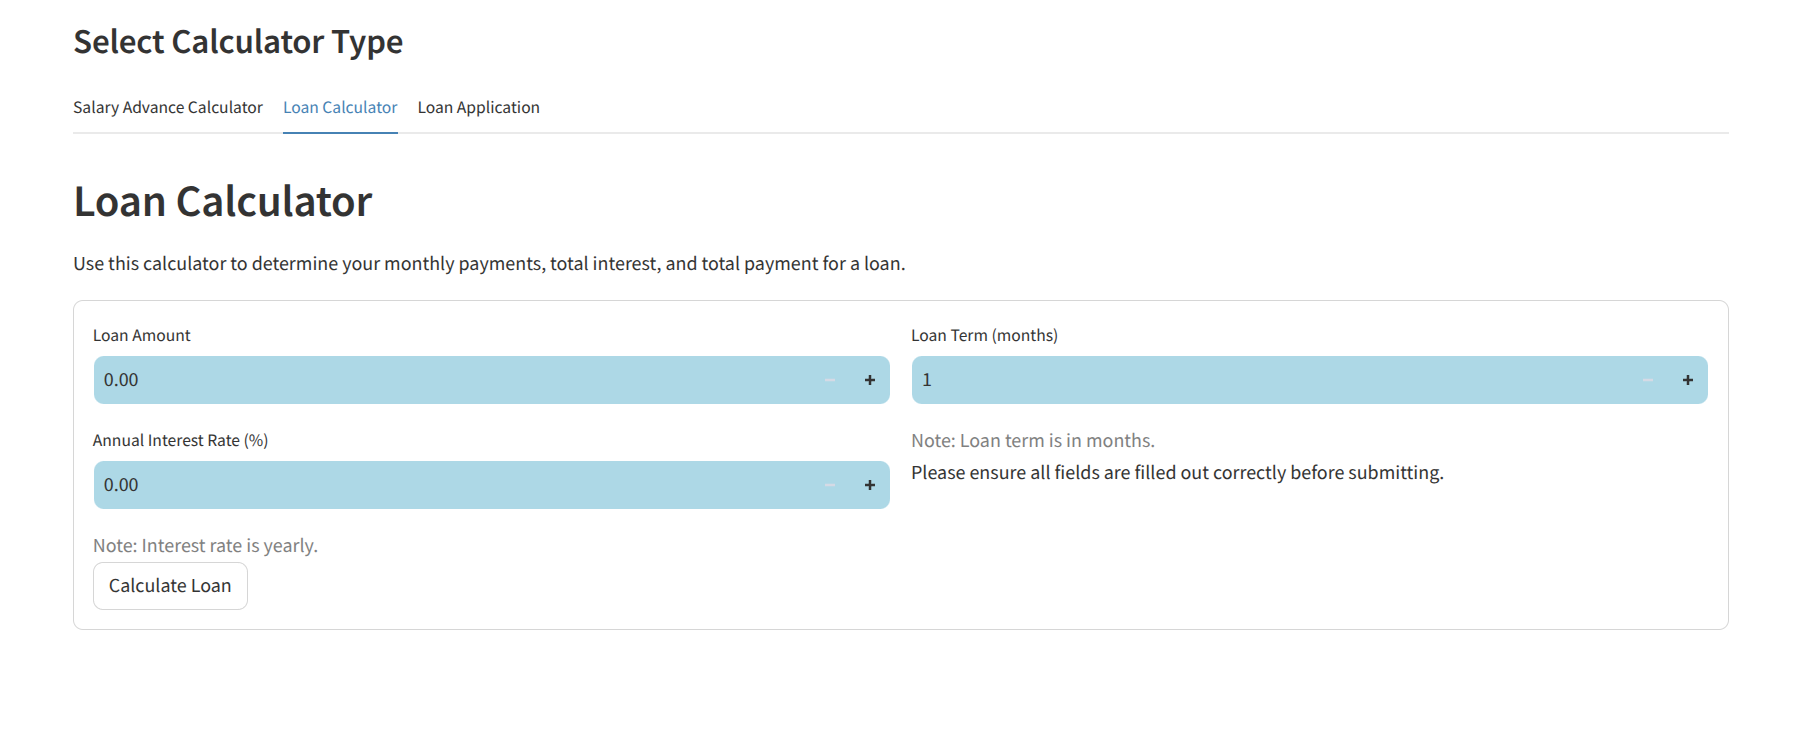 Select Calculator Type
Salary Advance Calculator Loan Calculator Loan Application
Loan Calculator
Use this calculator to determine your monthly payments, total interest, and total payment for a loan.
Loan Amount
0.00 − +
Annual Interest Rate (%)
0.00 − +
Note: Interest rate is yearly.
Calculate Loan
Loan Term (months)
1 − +
Note: Loan term is in months.
Please ensure all fields are filled out correctly before submitting.